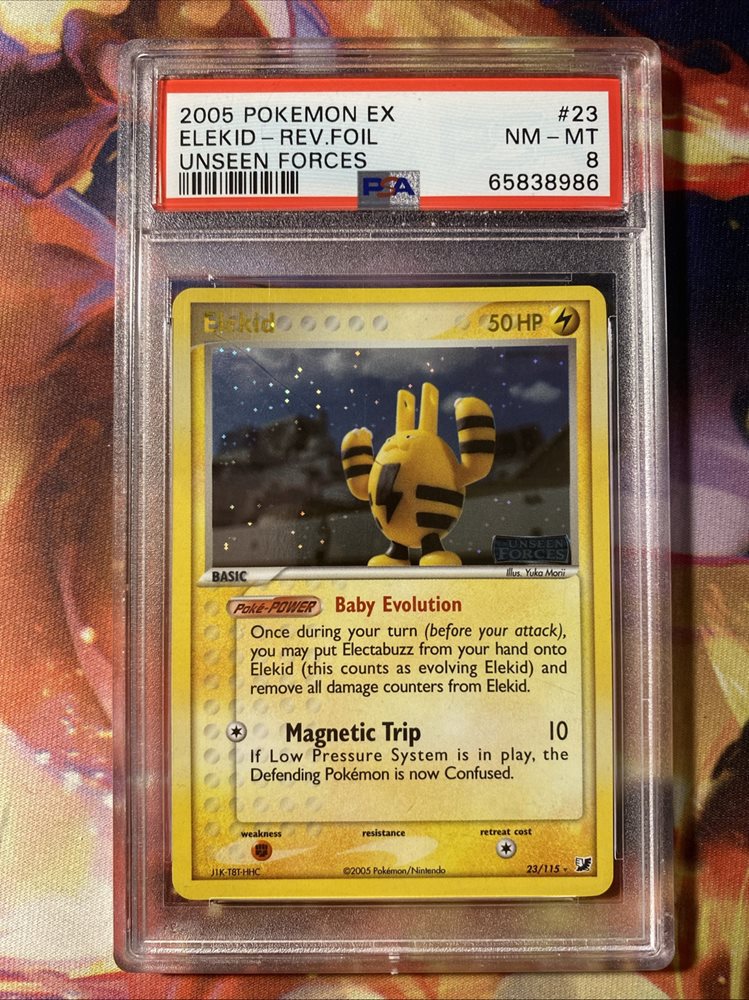 2005 POKEMON EX #23
ELEKID - REV.FOIL NM - MT
UNSEEN FORCES 8
PSA 65838986
Elekid 50 HP
UNSEEN
FORCES
BASIC Illus. Yuka Morii
Poké-POWER Baby Evolution
Once during your turn (before your attack),
you may put Electabuzz from your hand onto
Elekid (this counts as evolving Elekid) and
remove all damage counters from Elekid.
Magnetic Trip 10
If Low Pressure System is in play, the
Defending Pokémon is now Confused.
weakness resistance retreat cost
J1K-T8T-HHC ©2005 Pokémon/Nintendo 23/115